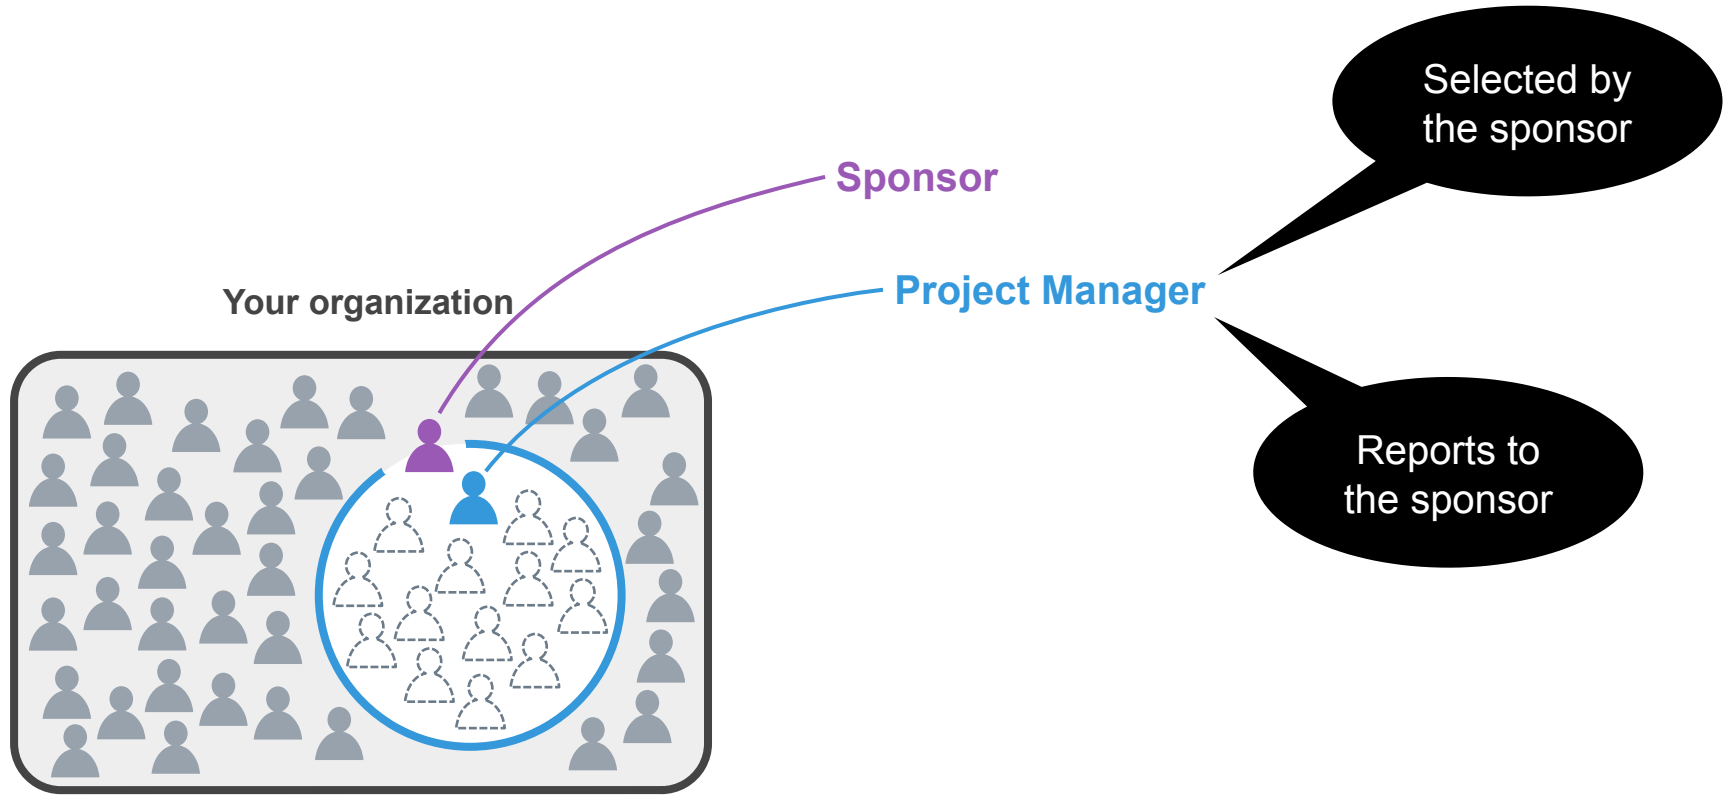 Selected by
the sponsor
Sponsor
Project Manager
Your organization
Reports to
the sponsor